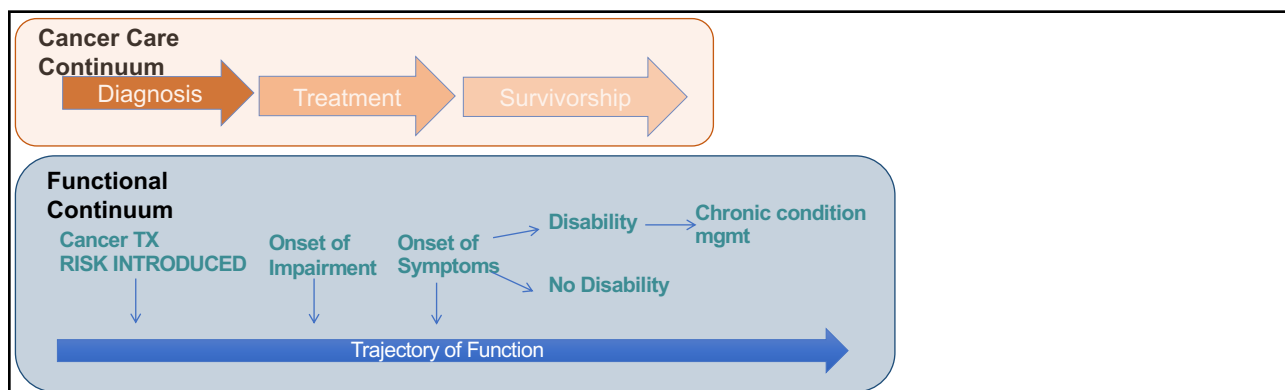 Cancer Care
Continuum
Diagnosis
Treatment
Survivorship
Functional
Continuum
Cancer TX
RISK INTRODUCED
Onset of
Impairment
Onset of
Symptoms
Disability
No Disability
Chronic condition
mgmt
Trajectory of Function